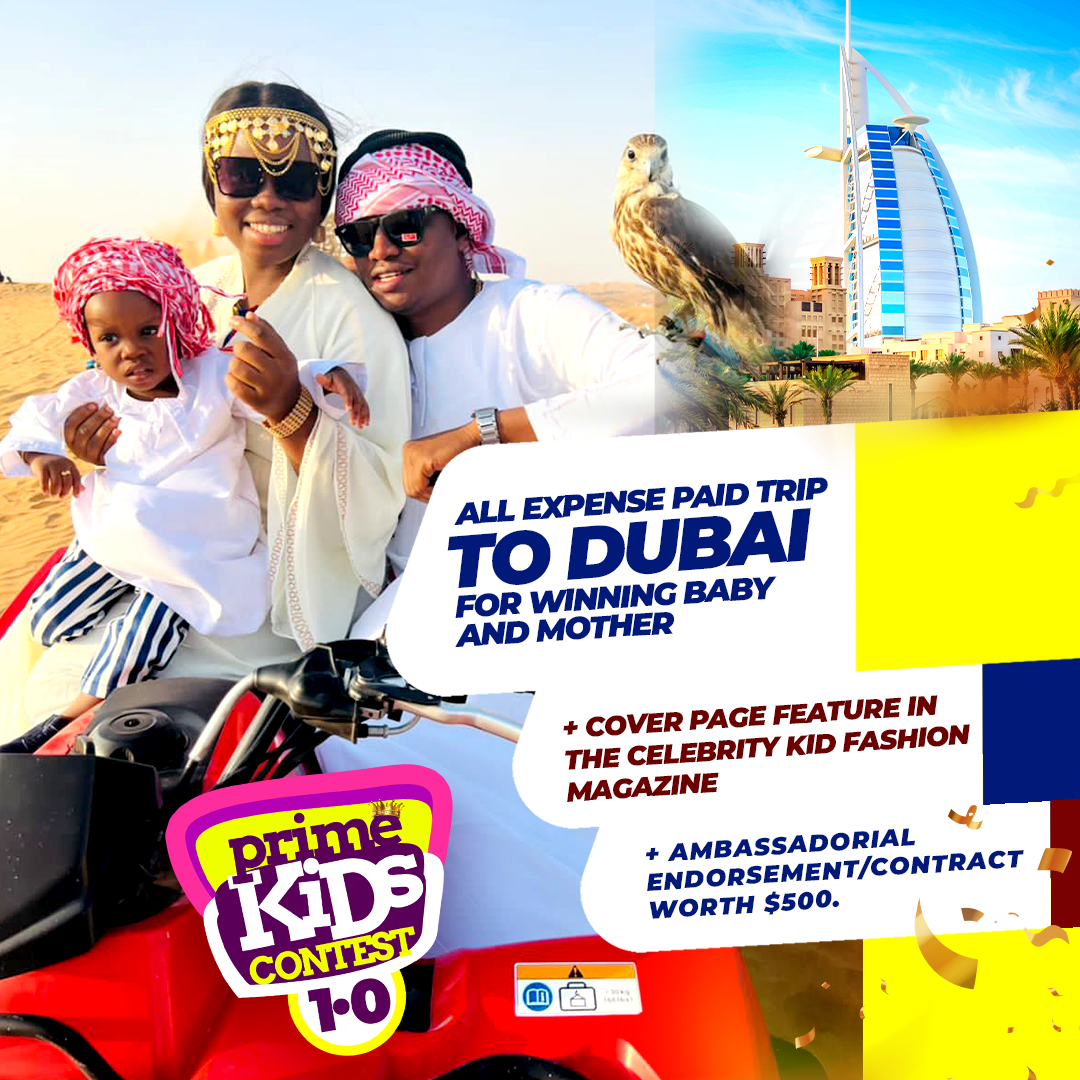 ALL EXPENSE PAID TRIP
TO DUBAI
FOR WINNING BABY
AND MOTHER
+ COVER PAGE FEATURE IN
THE CELEBRITY KID FASHION
MAGAZINE
+ AMBASSADORIAL
ENDORSEMENT/CONTRACT
WORTH $500.
prime
KiDs
CONTEST
1·0